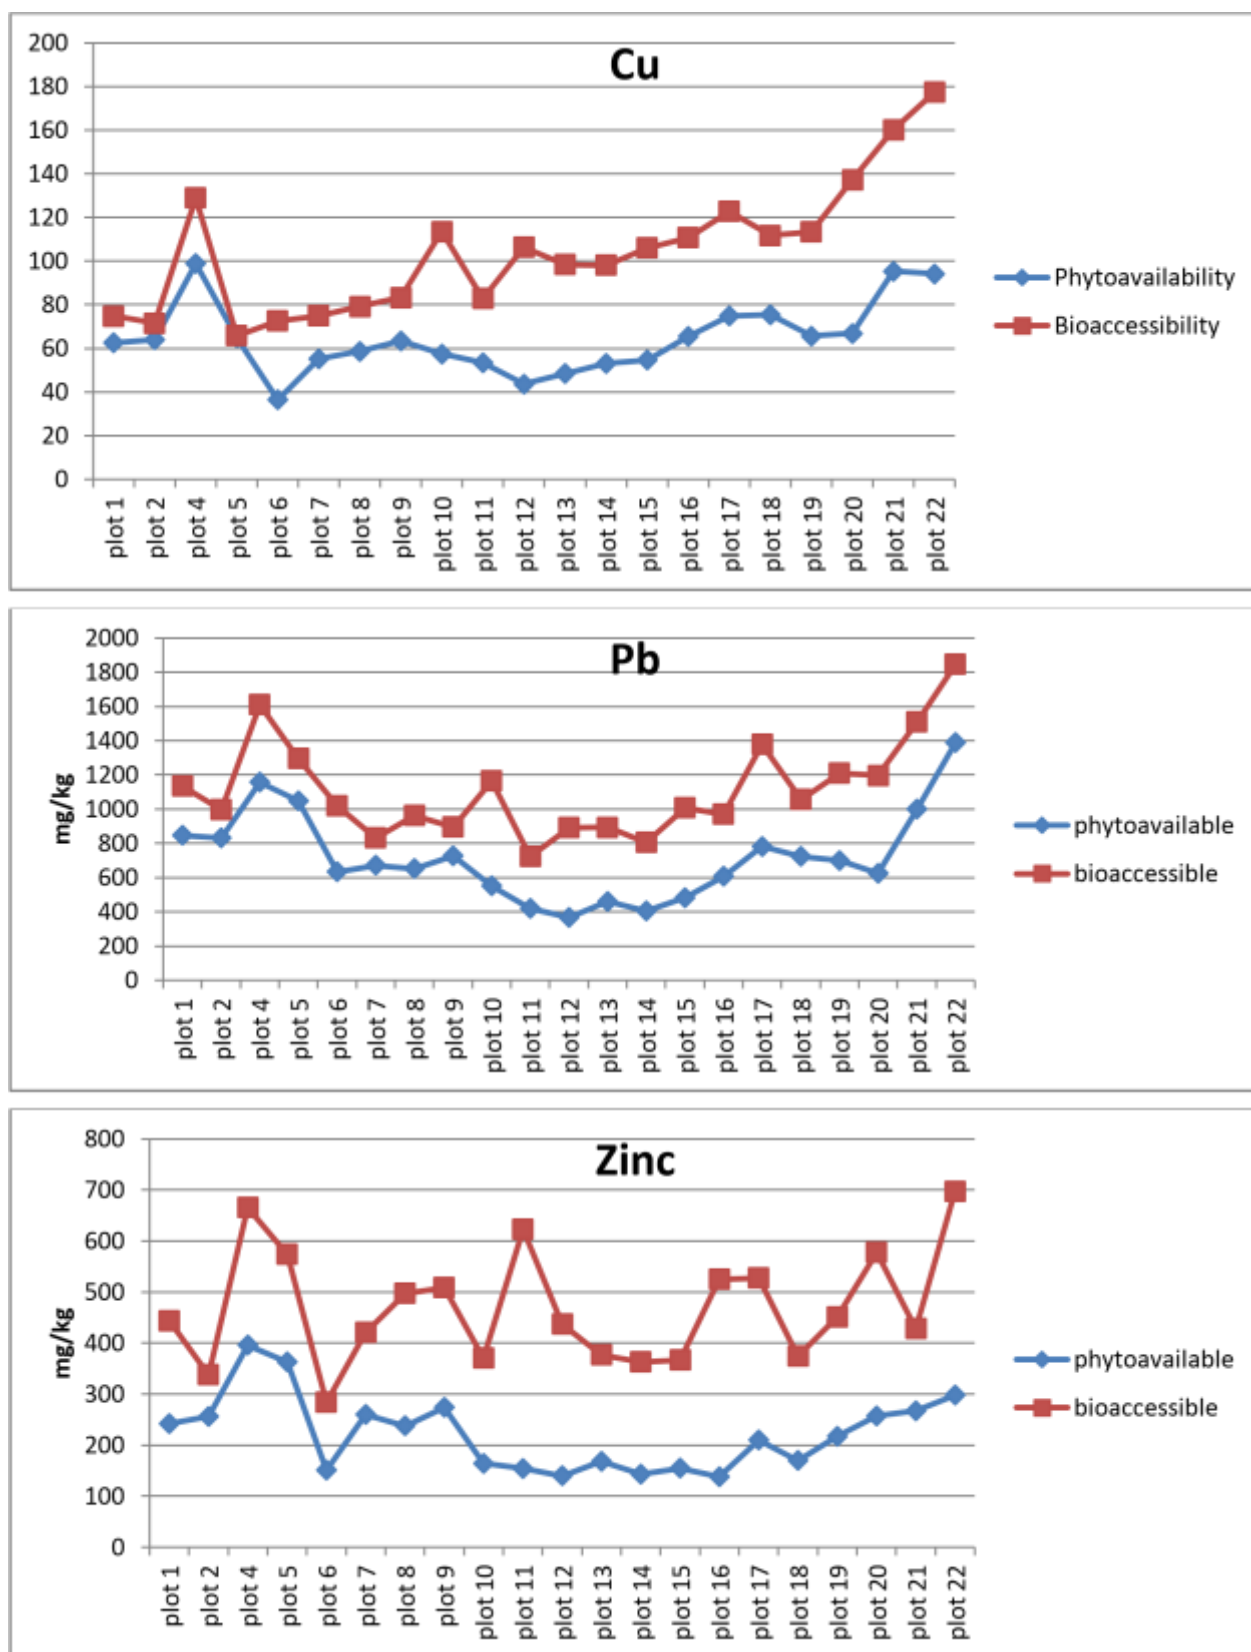 Cu
200
180
160
140
120
100
80
60
40
20
0
plot 1
plot 2
plot 4
plot 5
plot 6
plot 7
plot 8
plot 9
plot 10
plot 11
plot 12
plot 13
plot 14
plot 15
plot 16
plot 17
plot 18
plot 19
plot 20
plot 21
plot 22
Phytoavailability
Bioaccessibility
Pb
mg/kg
2000
1800
1600
1400
1200
1000
800
600
400
200
0
plot 1
plot 2
plot 4
plot 5
plot 6
plot 7
plot 8
plot 9
plot 10
plot 11
plot 12
plot 13
plot 14
plot 15
plot 16
plot 17
plot 18
plot 19
plot 20
plot 21
plot 22
phytoavailable
bioaccessible
Zinc
mg/kg
800
700
600
500
400
300
200
100
0
plot 1
plot 2
plot 4
plot 5
plot 6
plot 7
plot 8
plot 9
plot 10
plot 11
plot 12
plot 13
plot 14
plot 15
plot 16
plot 17
plot 18
plot 19
plot 20
plot 21
plot 22
phytoavailable
bioaccessible